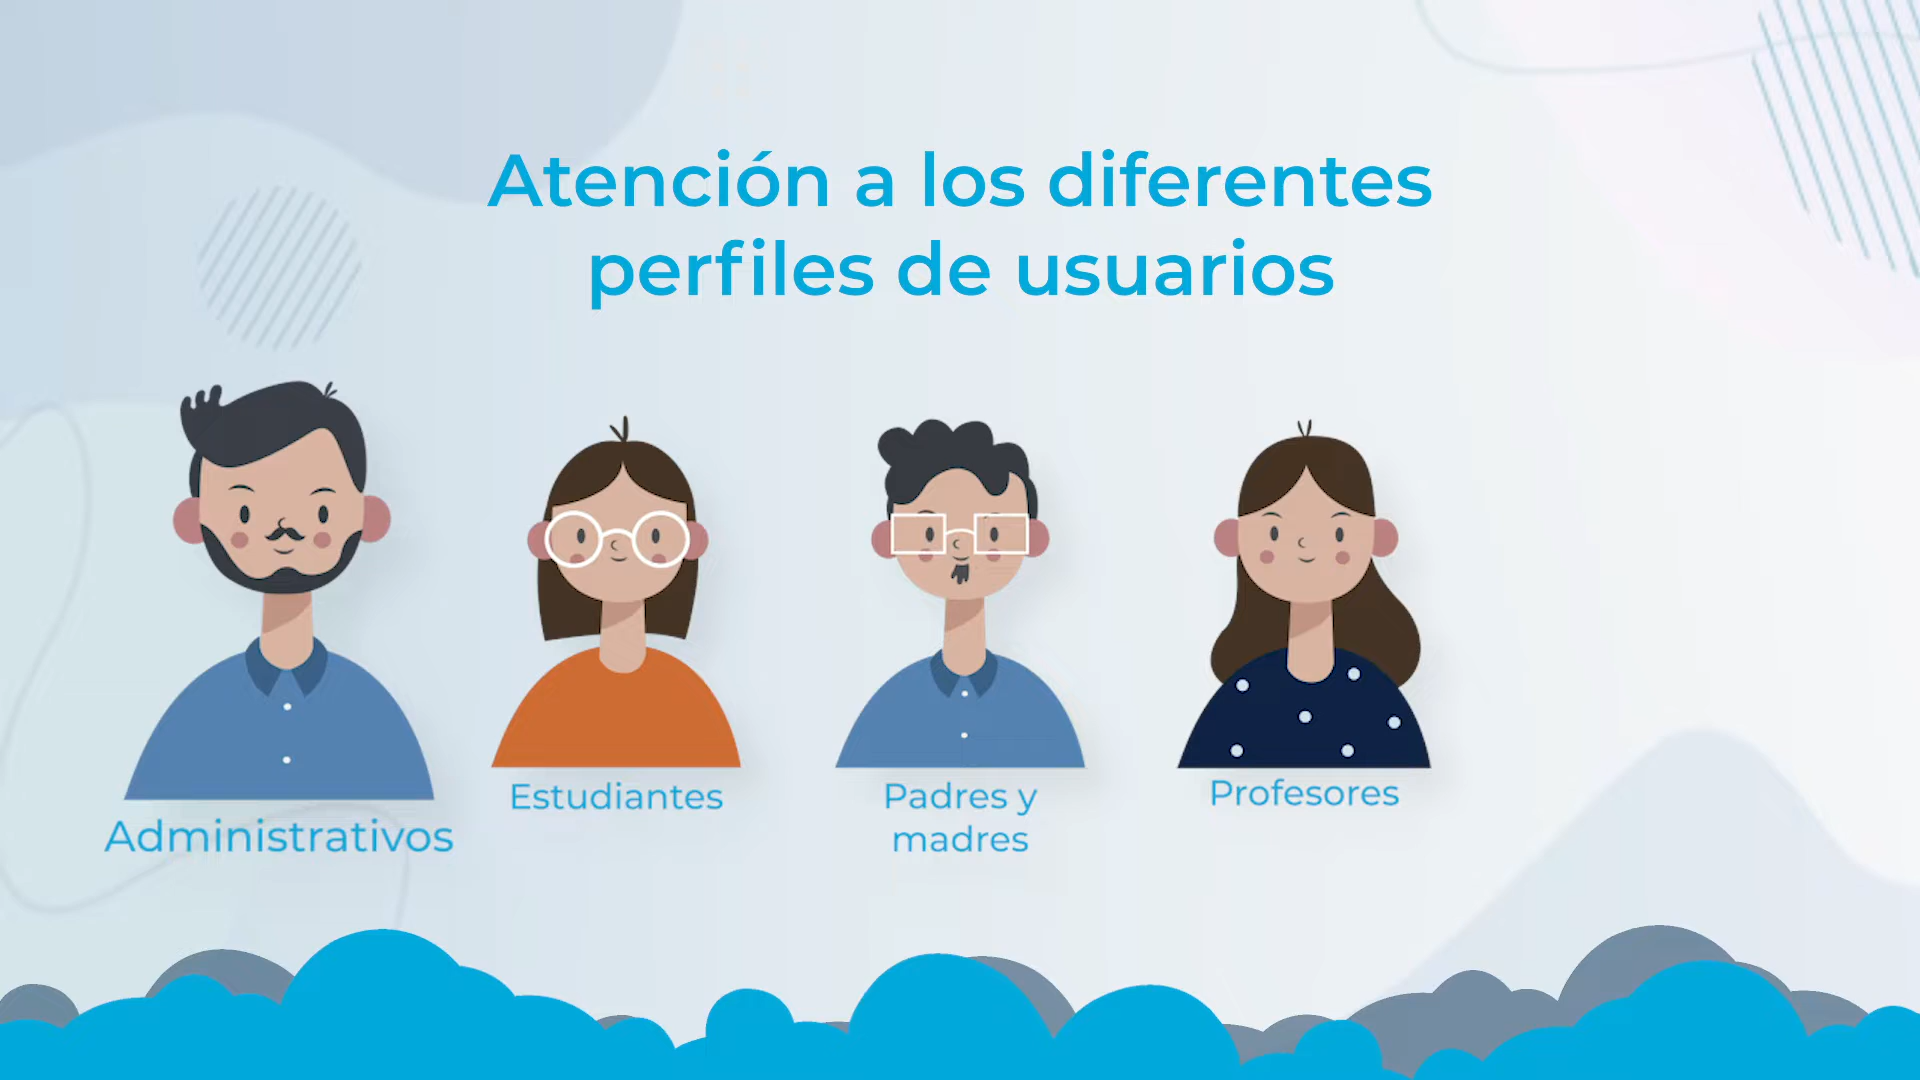 Atención a los diferentes
perfiles de usuarios
Administrativos
Estudiantes
Padres y
madres
Profesores